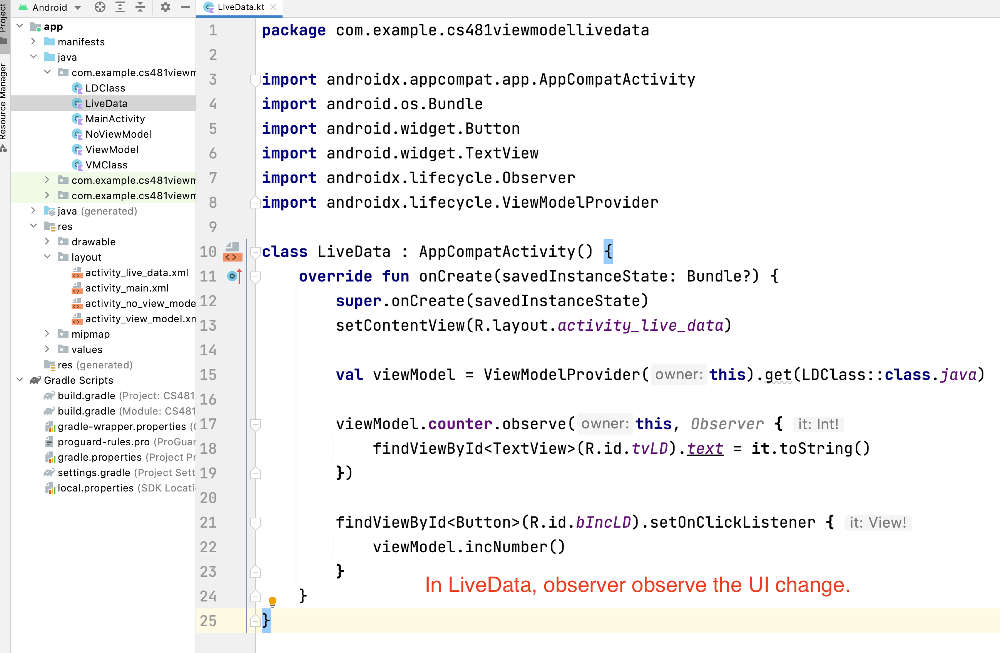 Project
Resource Manager
Android
app
manifests
java
com.example.cs481viewm
LDClass
LiveData
MainActivity
NoViewModel
ViewModel
VMClass
com.example.cs481viewm
com.example.cs481viewm
java (generated)
res
drawable
layout
activity_live_data.xml
activity_main.xml
activity_no_view_mode
activity_view_model.xm
mipmap
values
res (generated)
Gradle Scripts
build.gradle (Project: CS481
build.gradle (Module: CS481
gradle-wrapper.properties (G
proguard-rules.pro (ProGuar
gradle.properties (Project Pr
settings.gradle (Project Sett
local.properties (SDK Locati
LiveData.kt
1 package com.example.cs481viewmodellivedata
2
3 import androidx.appcompat.app.AppCompatActivity
4 import android.os.Bundle
5 import android.widget.Button
6 import android.widget.TextView
7 import androidx.lifecycle.Observer
8 import androidx.lifecycle.ViewModelProvider
9
10 class LiveData : AppCompatActivity() {
11 override fun onCreate(savedInstanceState: Bundle?) {
12 super.onCreate(savedInstanceState)
13 setContentView(R.layout.activity_live_data)
14
15 val viewModel = ViewModelProvider( owner: this).get(LDClass::class.java)
16
17 viewModel.counter.observe( owner: this, Observer { it: Int!
18 findViewById<TextView>(R.id.tvLD).text = it.toString()
19 })
20
21 findViewById<Button>(R.id.bIncLD).setOnClickListener { it: View!
22 viewModel.incNumber()
23 }
In LiveData, observer observe the UI change.
24 }
25 }